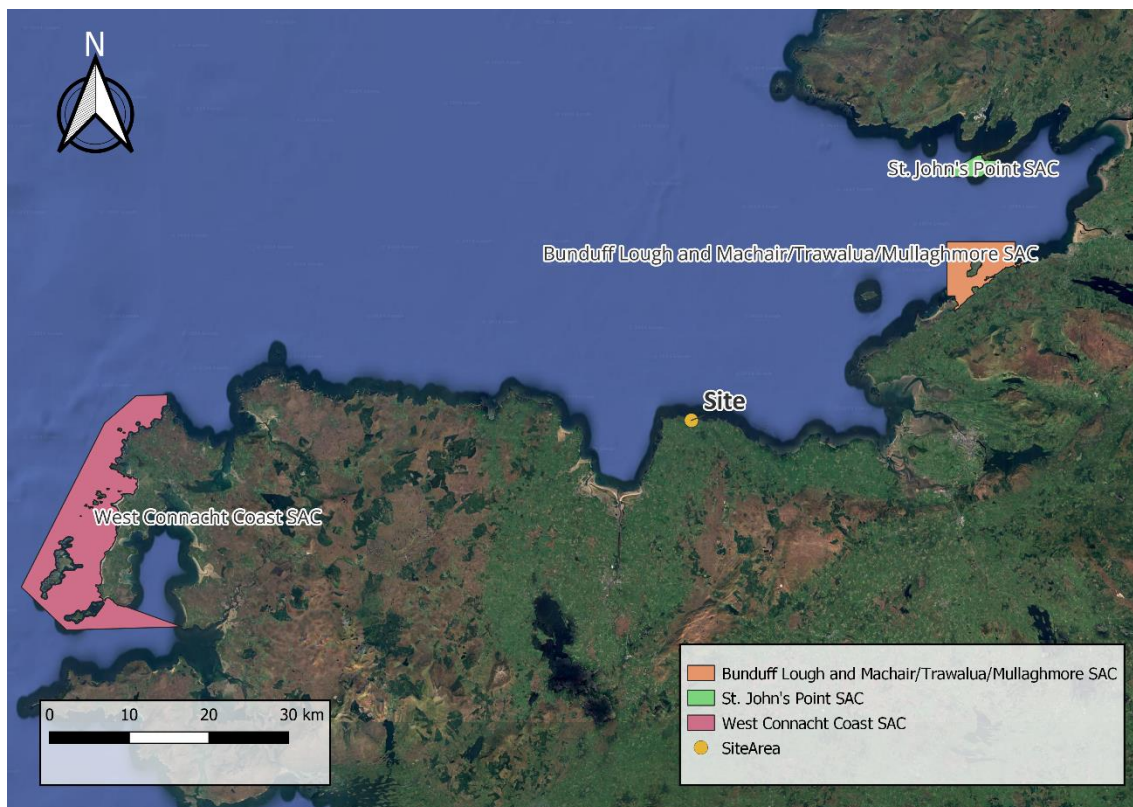 N
St. John's Point SAC
Bunduff Lough and Machair/Trawalua/Mullaghmore SAC
Site
West Connacht Coast SAC
0 10 20 30 km
Bunduff Lough and Machair/Trawalua/Mullaghmore SAC
St. John's Point SAC
West Connacht Coast SAC
SiteArea